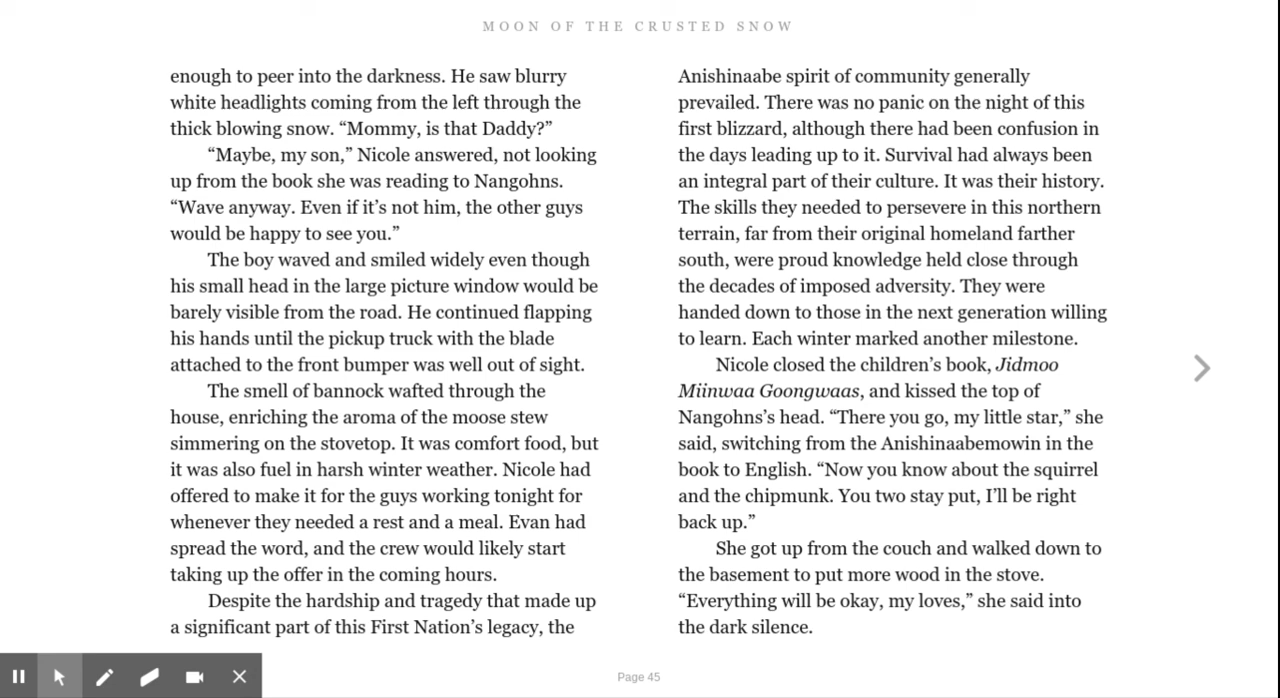 MOON OF THE CRUSTED SNOW
enough to peer into the darkness. He saw blurry
white headlights coming from the left through the
thick blowing snow. “Mommy, is that Daddy?”
“Maybe, my son,” Nicole answered, not looking
up from the book she was reading to Nangohns.
“Wave anyway. Even if it’s not him, the other guys
would be happy to see you.”
The boy waved and smiled widely even though
his small head in the large picture window would be
barely visible from the road. He continued flapping
his hands until the pickup truck with the blade
attached to the front bumper was well out of sight.
The smell of bannock wafted through the
house, enriching the aroma of the moose stew
simmering on the stovetop. It was comfort food, but
it was also fuel in harsh winter weather. Nicole had
offered to make it for the guys working tonight for
whenever they needed a rest and a meal. Evan had
spread the word, and the crew would likely start
taking up the offer in the coming hours.
Despite the hardship and tragedy that made up
a significant part of this First Nation’s legacy, the
Anishinaabe spirit of community generally
prevailed. There was no panic on the night of this
first blizzard, although there had been confusion in
the days leading up to it. Survival had always been
an integral part of their culture. It was their history.
The skills they needed to persevere in this northern
terrain, far from their original homeland farther
south, were proud knowledge held close through
the decades of imposed adversity. They were
handed down to those in the next generation willing
to learn. Each winter marked another milestone.
Nicole closed the children’s book, Jidmoo
Miinwaa Goongwaas, and kissed the top of
Nangohns’s head. “There you go, my little star,” she
said, switching from the Anishinaabemowin in the
book to English. “Now you know about the squirrel
and the chipmunk. You two stay put, I’ll be right
back up.”
She got up from the couch and walked down to
the basement to put more wood in the stove.
“Everything will be okay, my loves,” she said into
the dark silence.
Page 45